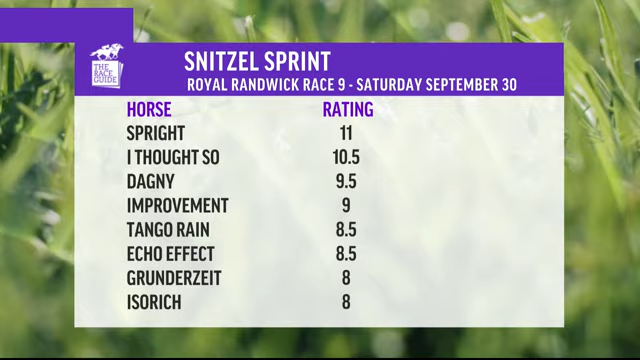 THE
RACE
GUIDE
SNITZEL SPRINT
ROYAL RANDWICK RACE 9 - SATURDAY SEPTEMBER 30
HORSE RATING
SPRIGHT 11
I THOUGHT SO 10.5
DAGNY 9.5
IMPROVEMENT 9
TANGO RAIN 8.5
ECHO EFFECT 8.5
GRUNDERZEIT 8
ISORICH 8